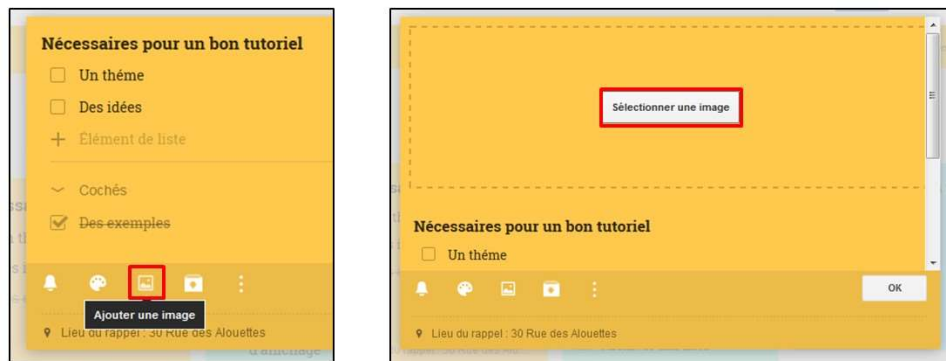 Nécessaires pour un bon tutoriel
Un théme
Des idées
Élément de liste
Cochés
Des exemples
Ajouter une image
Lieu du rappel : 30 Rue des Alouettes
d'affichage
Sélectionner une image
Nécessaires pour un bon tutoriel
Un théme
OK
Lieu du rappel : 30 Rue des Alouettes